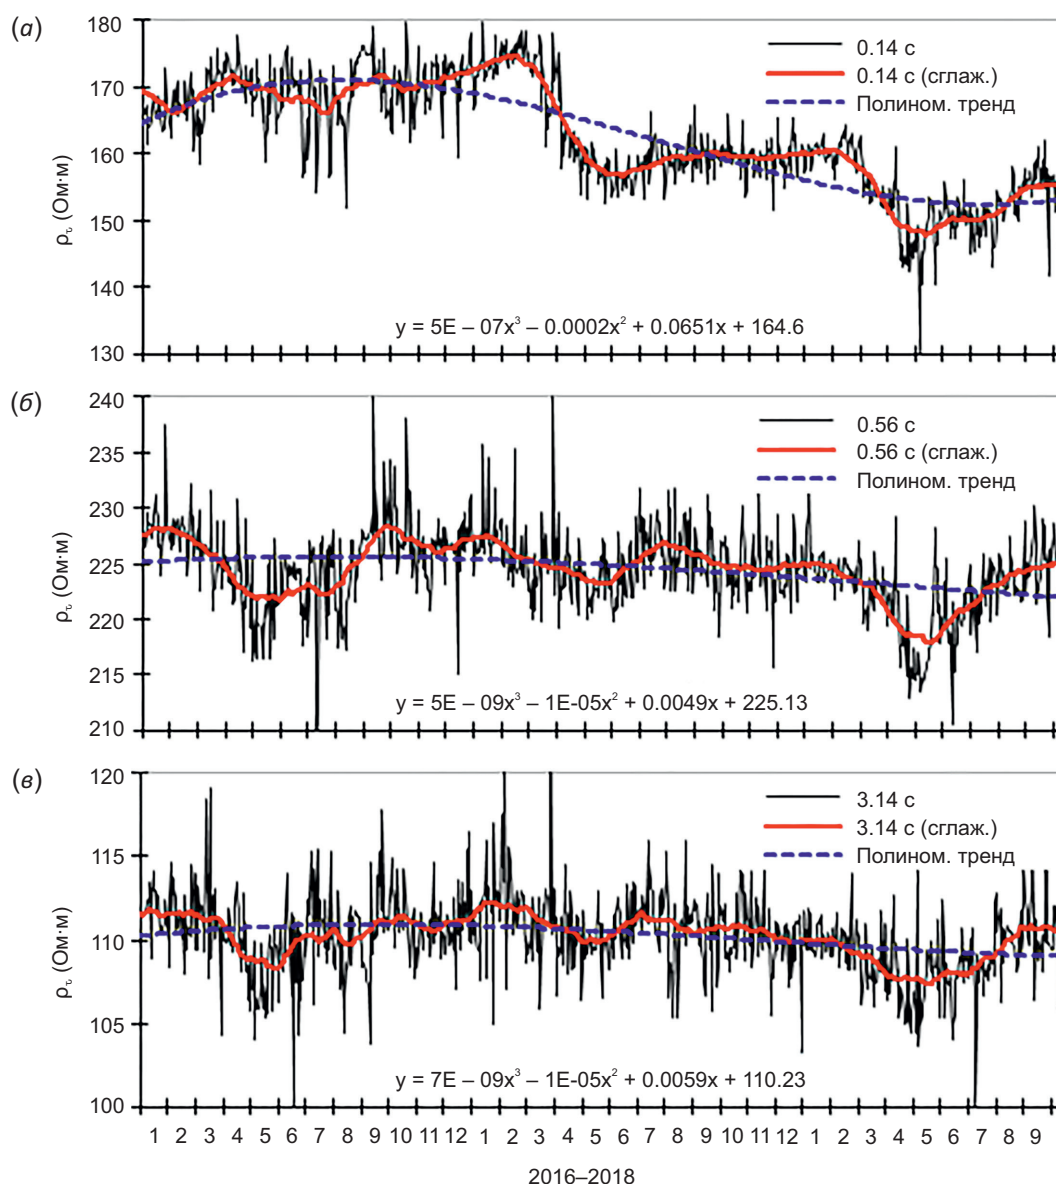 (а)
ρτ (Ом·м)
180
170
160
150
140
130
0.14 с
0.14 с (сглаж.)
Полином. тренд
y = 5E – 07x³ – 0.0002x² + 0.0651x + 164.6
(б)
ρτ (Ом·м)
240
235
230
225
220
215
210
0.56 с
0.56 с (сглаж.)
Полином. тренд
y = 5E – 09x³ – 1E-05x² + 0.0049x + 225.13
(в)
ρτ (Ом·м)
120
115
110
105
100
3.14 с
3.14 с (сглаж.)
Полином. тренд
y = 7E – 09x³ – 1E-05x² + 0.0059x + 110.23
1 2 3 4 5 6 7 8 9 10 11 12 1 2 3 4 5 6 7 8 9 10 11 12 1 2 3 4 5 6 7 8 9
2016–2018